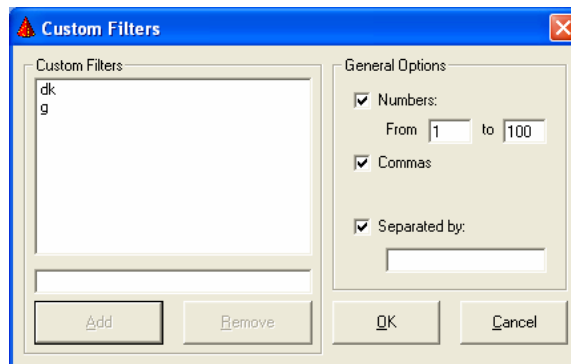 Custom Filters
Custom Filters
dk
g
Add
Remove
General Options
Numbers:
From 1 to 100
Commas
Separated by:
OK
Cancel